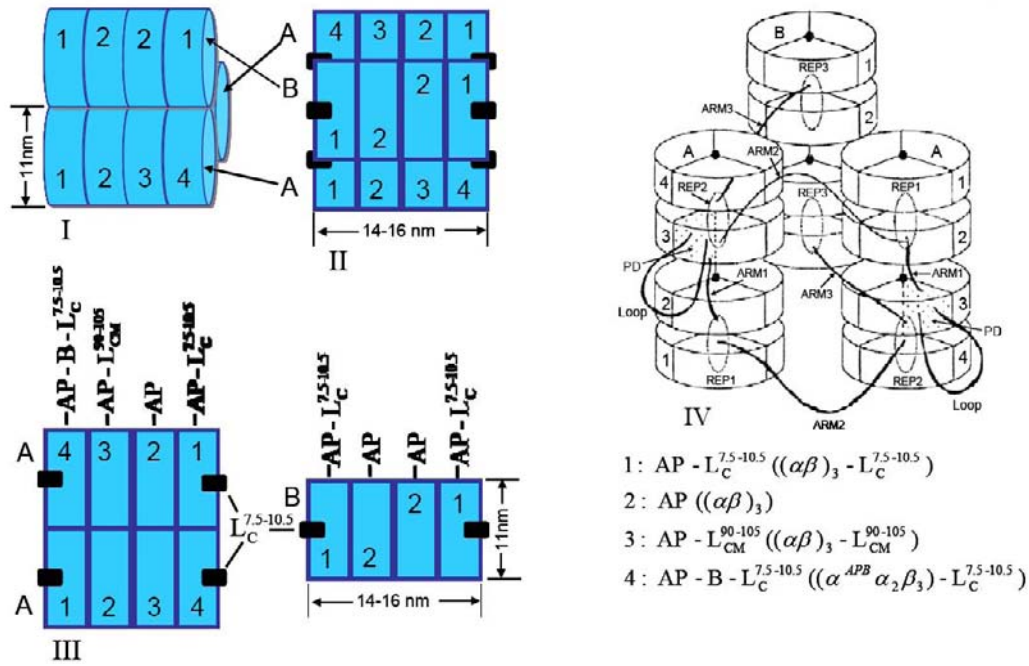 1 2 2 1
A
B
11nm
1 2 3 4
A
I
4 3 2 1
2 1
1 2
1 2 3 4
14-16 nm
II
-AP-B-L_C^7.5-10.5
-AP-L_CM^90-105
-AP
-AP-L_C^7.5-10.5
A
4 3 2 1
A
1 2 3 4
L_C^7.5-10.5
III
-AP-L_C^7.5-10.5
-AP
-AP
-AP-L_C^7.5-10.5
B
2 1
1 2
11nm
14-16 nm
B
REP3
1
2
ARM3
ARM2
A
4
REP2
3
PD
Loop
ARM1
2
1
REP1
REP3
ARM3
A
REP1
1
2
ARM1
3
PD
4
REP2
Loop
ARM2
IV
1 : AP - L_C^7.5-10.5 ((αβ)_3 - L_C^7.5-10.5)
2 : AP ((αβ)_3)
3 : AP - L_CM^90-105 ((αβ)_3 - L_CM^90-105)
4 : AP - B - L_C^7.5-10.5 ((α^APB α_2 β_3) - L_C^7.5-10.5)